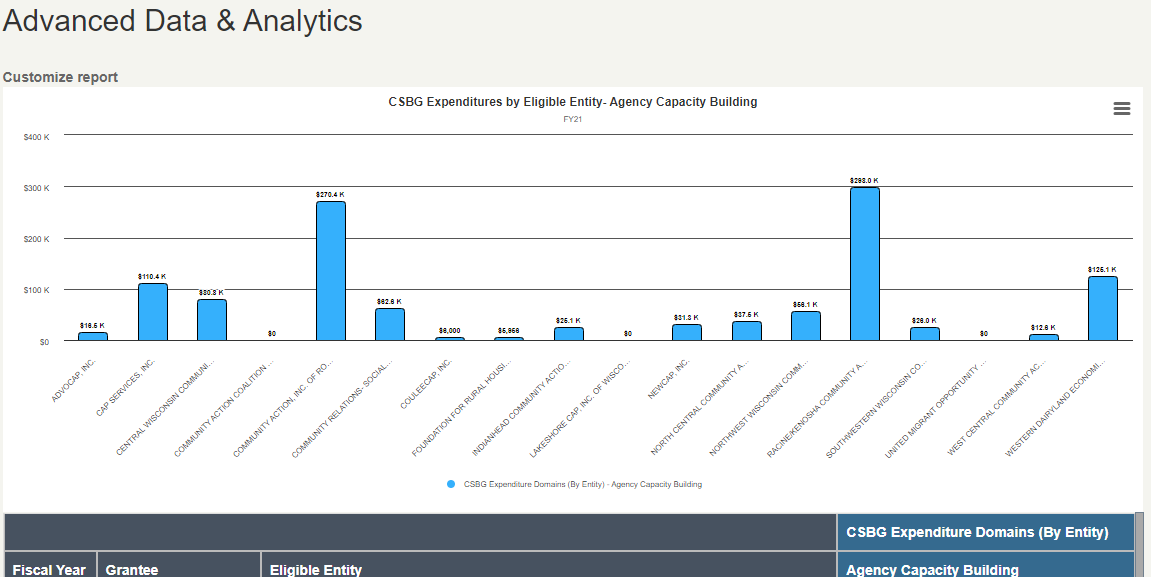 Advanced Data & Analytics
Customize report
CSBG Expenditures by Eligible Entity- Agency Capacity Building
FY21
$400 K
$300 K
$200 K
$100 K
$0
$16.5 K
$110.4 K
$80.8 K
$0
$270.4 K
$62.6 K
$6,000
$5,956
$25.1 K
$0
$31.3 K
$37.5 K
$56.1 K
$298.0 K
$26.0 K
$0
$12.6 K
$125.1 K
ADVOCAP, INC.
CAP SERVICES, INC.
CENTRAL WISCONSIN COMMUNI...
COMMUNITY ACTION COALITION ...
COMMUNITY ACTION, INC. OF RO...
COMMUNITY RELATIONS- SOCIAL...
COULEECAP, INC.
FOUNDATION FOR RURAL HOUSI...
INDIANHEAD COMMUNITY ACTIO...
LAKESHORE CAP, INC. OF WISCO...
NEWCAP, INC.
NORTH CENTRAL COMMUNITY A...
NORTHWEST WISCONSIN COMM...
RACINE/KENOSHA COMMUNITY A...
SOUTHWESTERN WISCONSIN CO...
UNITED MIGRANT OPPORTUNITY ...
WEST CENTRAL COMMUNITY AC...
WESTERN DAIRYLAND ECONOMI...
CSBG Expenditure Domains (By Entity) - Agency Capacity Building
CSBG Expenditure Domains (By Entity)
Fiscal Year Grantee Eligible Entity Agency Capacity Building